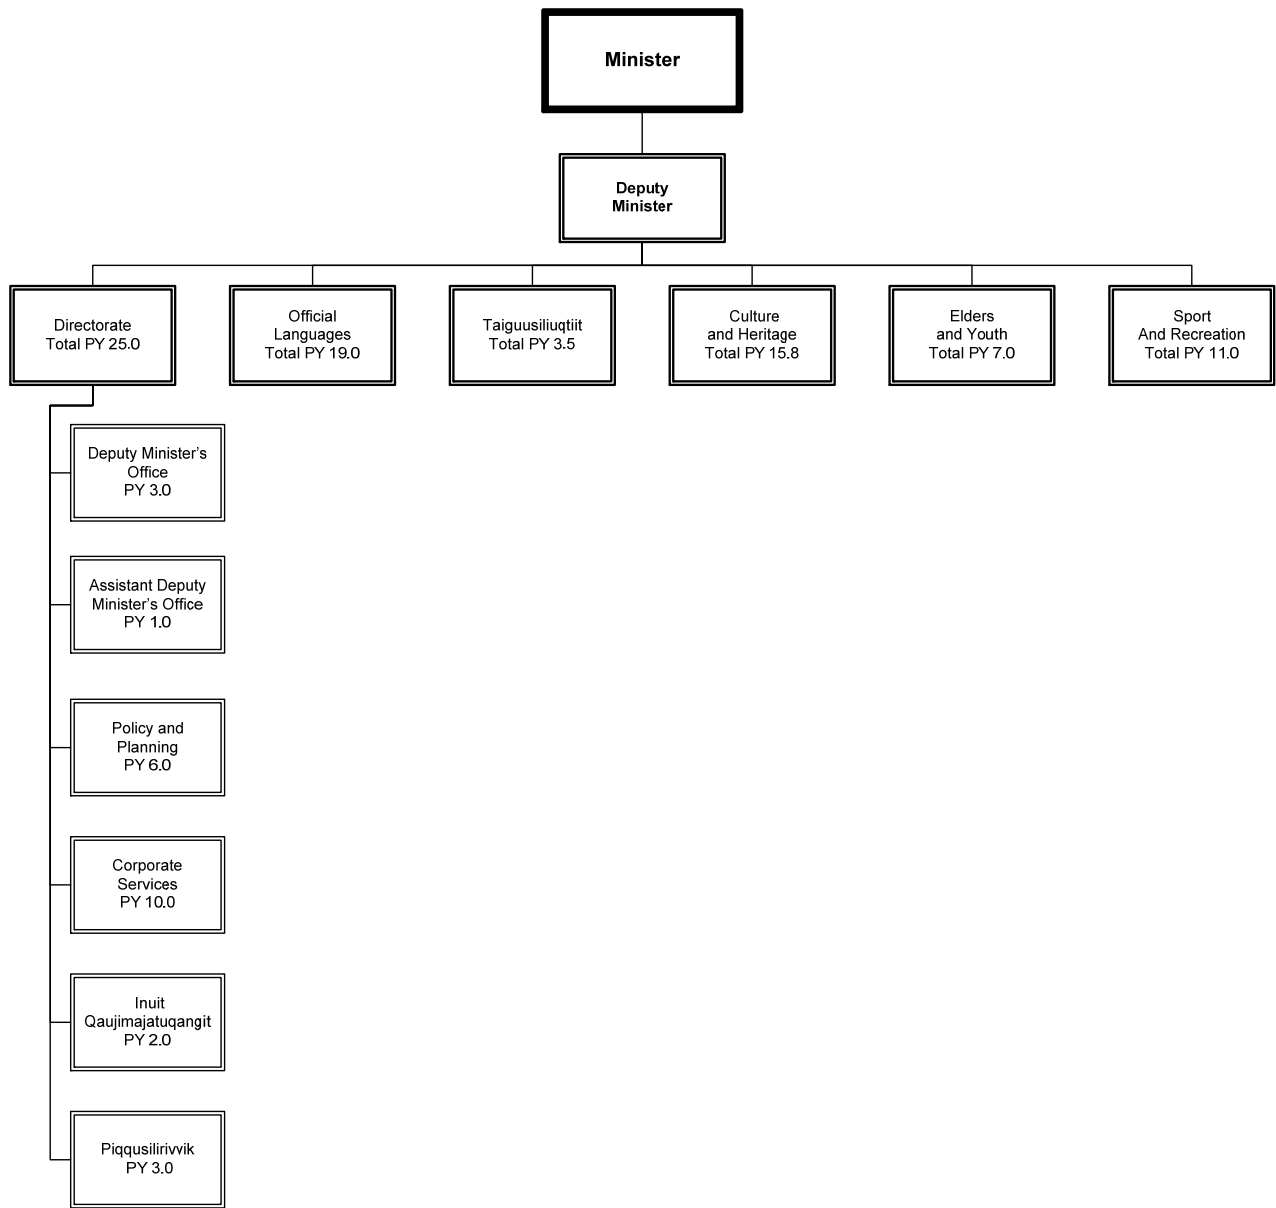 Minister
Deputy
Minister
Directorate
Total PY 25.0
Official
Languages
Total PY 19.0
Taiguusiliuqtiit
Total PY 3.5
Culture
and Heritage
Total PY 15.8
Elders
and Youth
Total PY 7.0
Sport
And Recreation
Total PY 11.0
Deputy Minister's
Office
PY 3.0
Assistant Deputy
Minister's Office
PY 1.0
Policy and
Planning
PY 6.0
Corporate
Services
PY 10.0
Inuit
Qaujimajatuqangit
PY 2.0
Piqqusilirivvik
PY 3.0